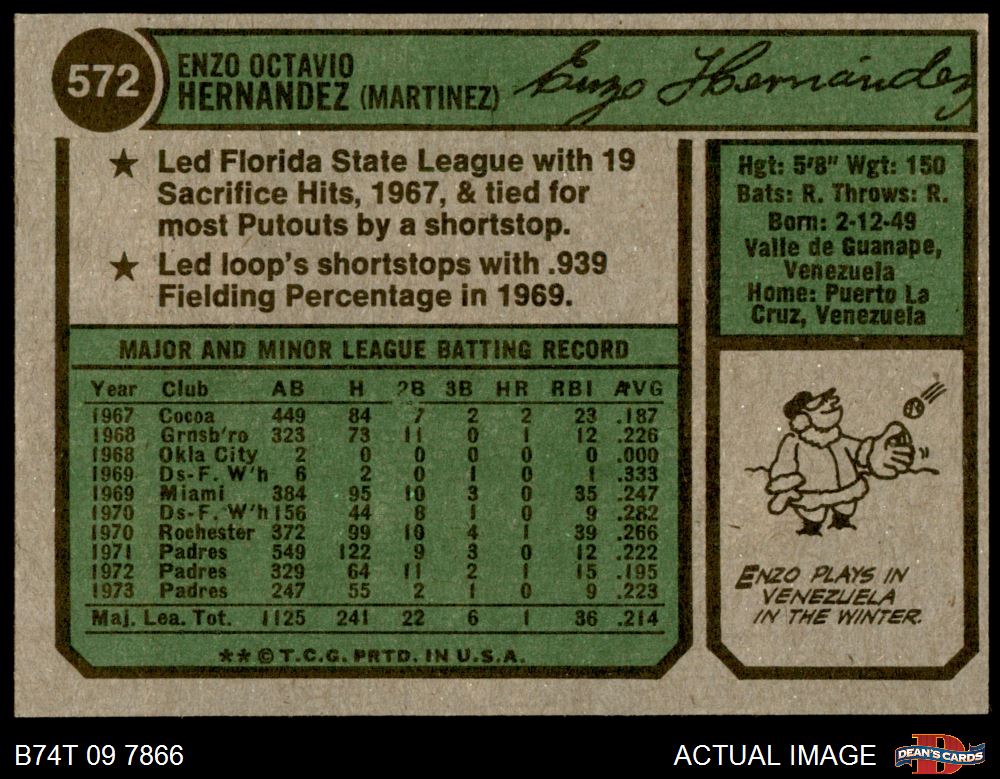 572
ENZO OCTAVIO
HERNANDEZ (MARTINEZ)
Enzo Hernández
★ Led Florida State League with 19
Sacrifice Hits, 1967, & tied for
most Putouts by a shortstop.
★ Led loop's shortstops with .939
Fielding Percentage in 1969.
Hgt: 5'8" Wgt: 150
Bats: R. Throws: R.
Born: 2-12-49
Valle de Guanape,
Venezuela
Home: Puerto La
Cruz, Venezuela
MAJOR AND MINOR LEAGUE BATTING RECORD
Year Club AB H 2B 3B HR RBI AVG
1967 Cocoa 449 84 7 2 2 23 .187
1968 Grnsb'ro 323 73 11 0 1 12 .226
1968 Okla City 2 0 0 0 0 0 .000
1969 Ds-F. W'h 6 2 0 1 0 1 .333
1969 Miami 384 95 10 3 0 35 .247
1970 Ds-F. W'h 156 44 8 1 0 9 .282
1970 Rochester 372 99 10 4 1 39 .266
1971 Padres 549 122 9 3 0 12 .222
1972 Padres 329 64 11 2 1 15 .195
1973 Padres 247 55 2 1 0 9 .223
Maj. Lea. Tot. 1125 241 22 6 1 36 .214
** © T.C.G. PRTD. IN U.S.A.
ENZO PLAYS IN
VENEZUELA
IN THE WINTER.
B74T 09 7866
ACTUAL IMAGE
DEAN'S CARDS